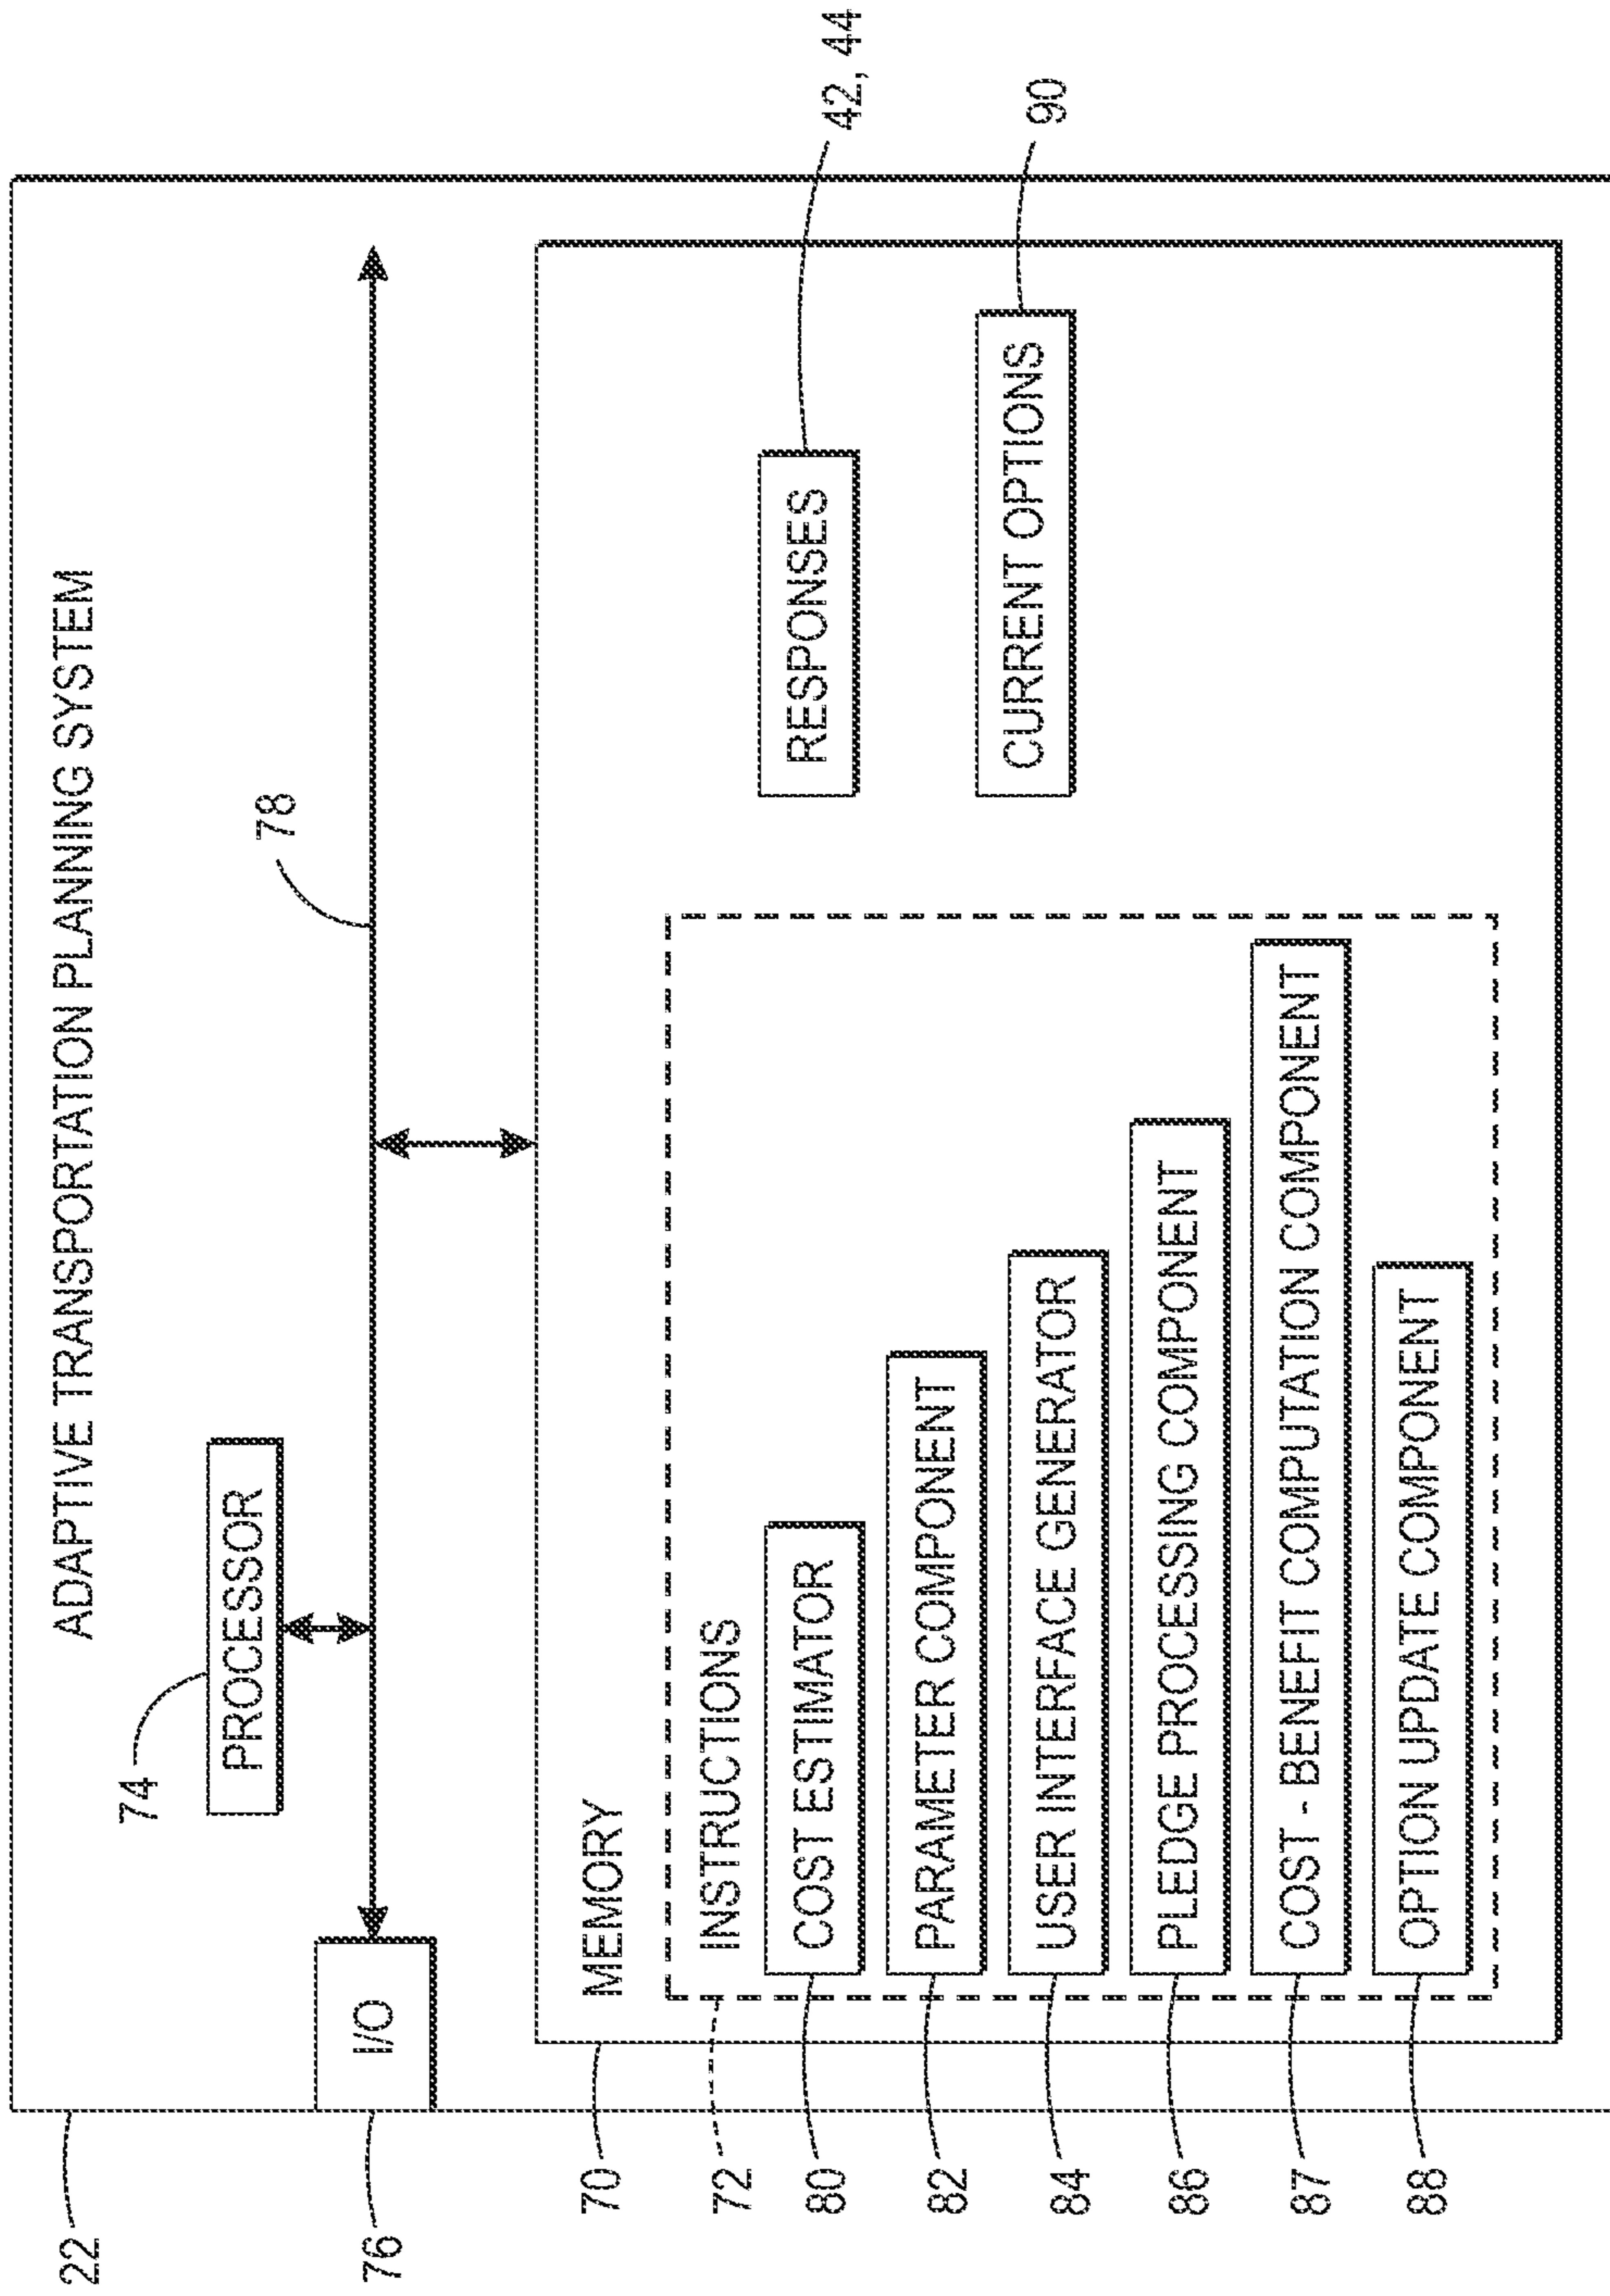 ADAPTIVE TRANSPORTATION PLANNING SYSTEM
22
74
PROCESSOR
78
I/O
76
MEMORY
70
INSTRUCTIONS
72
COST ESTIMATOR
80
RESPONSES
42, 44
PARAMETER COMPONENT
82
USER INTERFACE GENERATOR
84
CURRENT OPTIONS
90
PLEDGE PROCESSING COMPONENT
86
COST - BENEFIT COMPUTATION COMPONENT
87
OPTION UPDATE COMPONENT
88